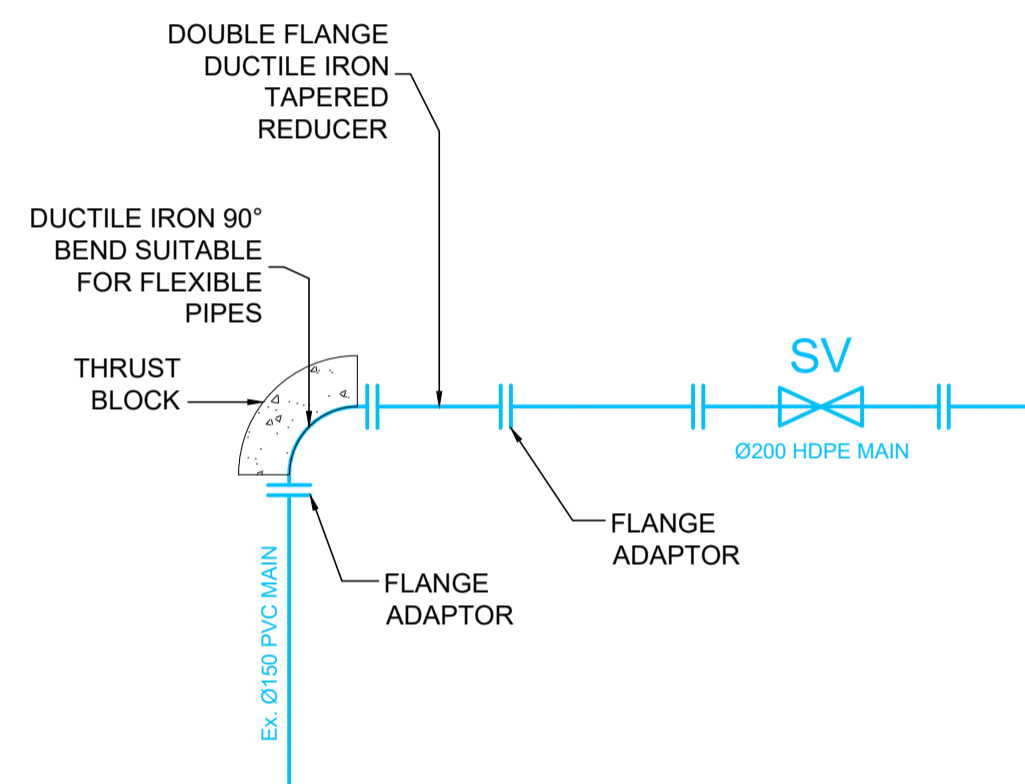 DOUBLE FLANGE
DUCTILE IRON
TAPERED
REDUCER
DUCTILE IRON 90°
BEND SUITABLE
FOR FLEXIBLE
PIPES
THRUST
BLOCK
SV
Ø200 HDPE MAIN
FLANGE
ADAPTOR
FLANGE
ADAPTOR
Ex. Ø150 PVC MAIN